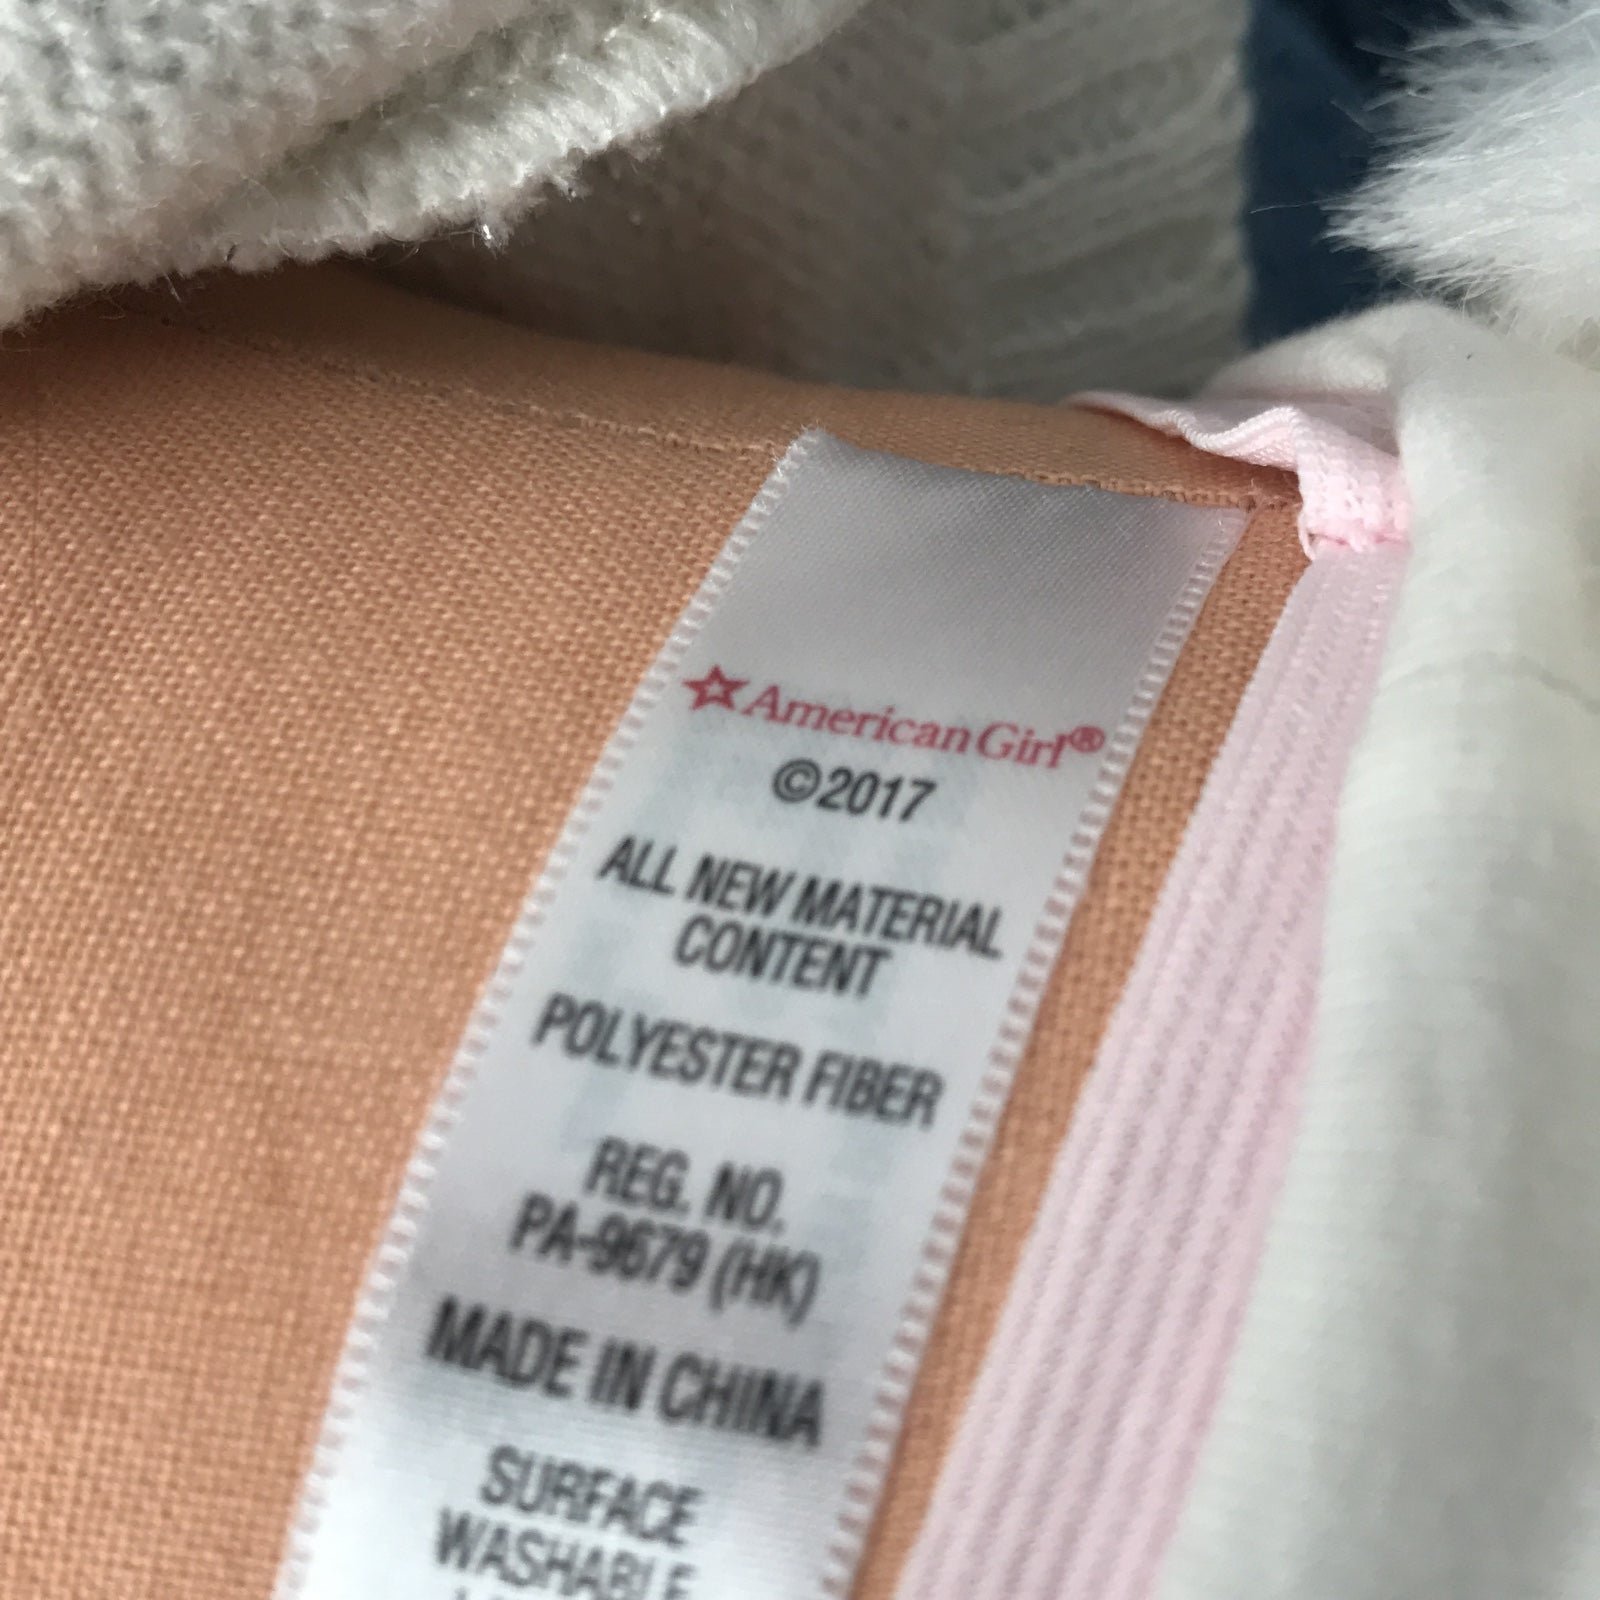 American Girl®
©2017
ALL NEW MATERIAL
CONTENT
POLYESTER FIBER
REG. NO.
PA-9679 (HK)
MADE IN CHINA
SURFACE
WASHABLE